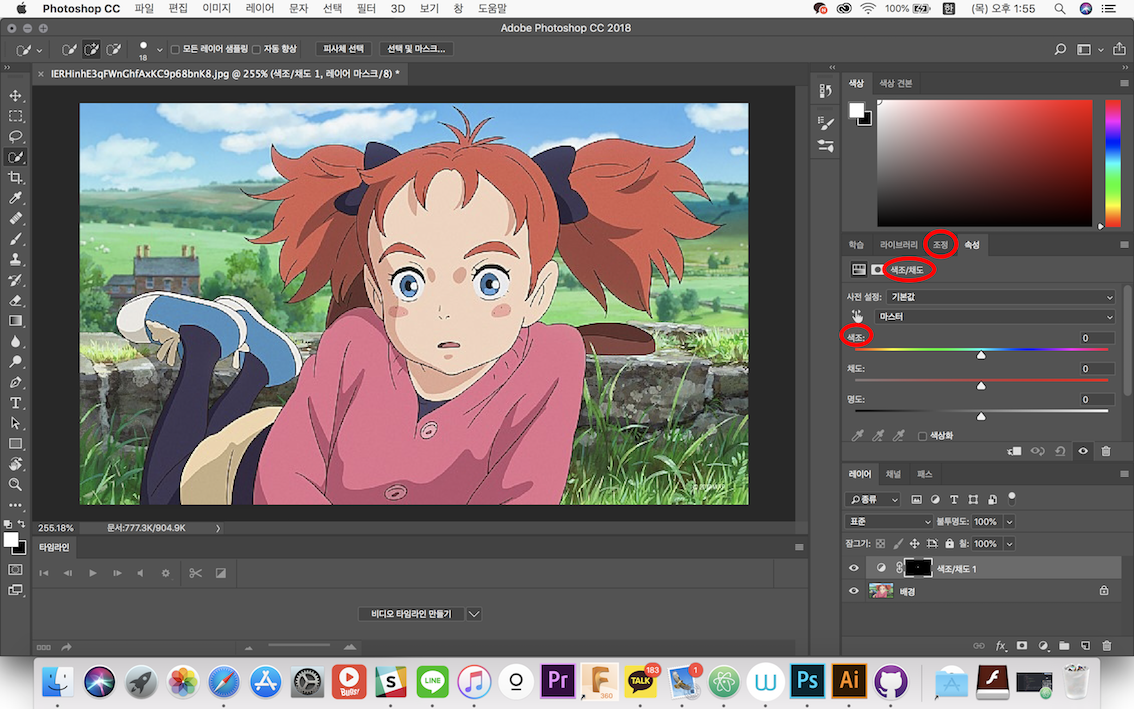 Photoshop CC 파일 편집 이미지 레이어 문자 선택 필터 3D 보기 창 도움말 100% 한 (목) 오후 1:55
Adobe Photoshop CC 2018
18 모든 레이어 샘플링 자동 향상 피사체 선택 선택 및 마스크...
IERHinhE3qFWnGhfAxKC9p68bnK8.jpg @ 255% (색조/채도 1, 레이어 마스크/8) *
색상 색상 견본
학습 라이브러리 조정 속성
색조/채도
사전 설정: 기본값
마스터
색조: 0
채도: 0
명도: 0
색상화
레이어 채널 패스
종류
표준 불투명도: 100%
잠그기: 칠: 100%
색조/채도 1
배경
255.18% 문서:777.3K/904.9K
타임라인
비디오 타임라인 만들기
BURST
S
LINE
Pr
F
360
TALK
183
1
W
Ps
Ai